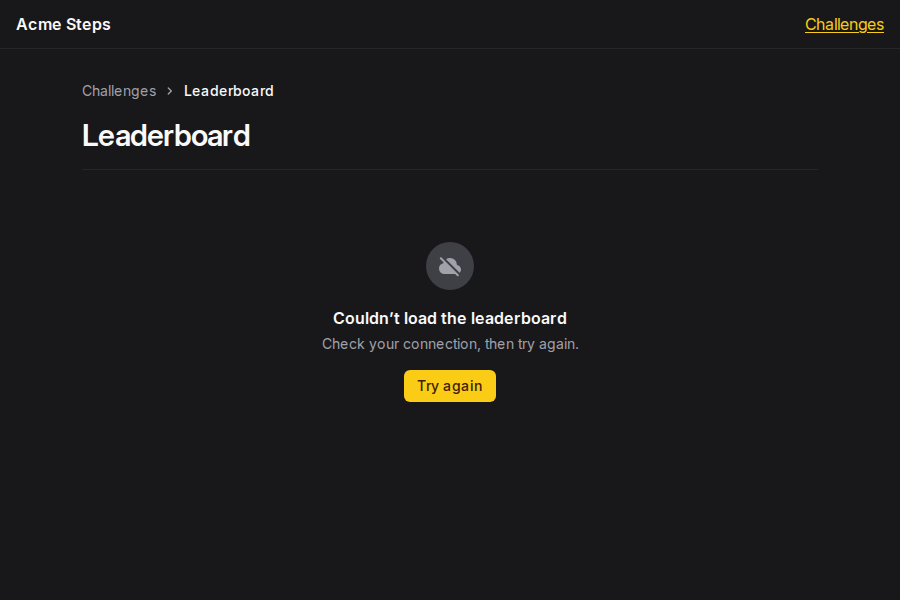 Acme Steps
Challenges
Challenges > Leaderboard
Leaderboard
Couldn’t load the leaderboard
Check your connection, then try again.
Try again